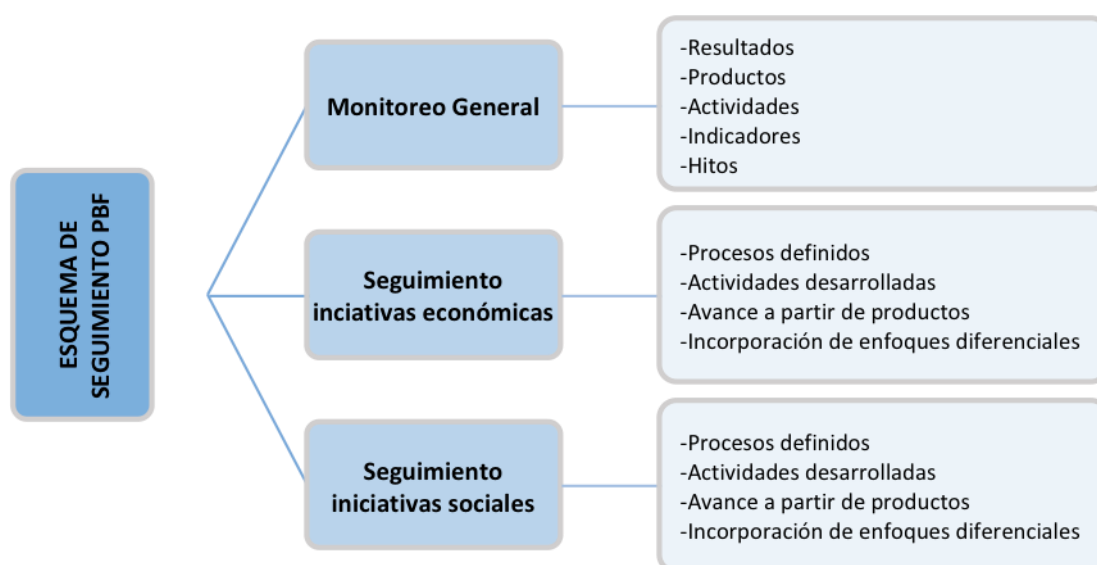 ESQUEMA DE
SEGUIMIENTO PBF
Monitoreo General
-Resultados
-Productos
-Actividades
-Indicadores
-Hitos
Seguimiento
inciativas económicas
-Procesos definidos
-Actividades desarrolladas
-Avance a partir de productos
-Incorporación de enfoques diferenciales
Seguimiento
iniciativas sociales
-Procesos definidos
-Actividades desarrolladas
-Avance a partir de productos
-Incorporación de enfoques diferenciales